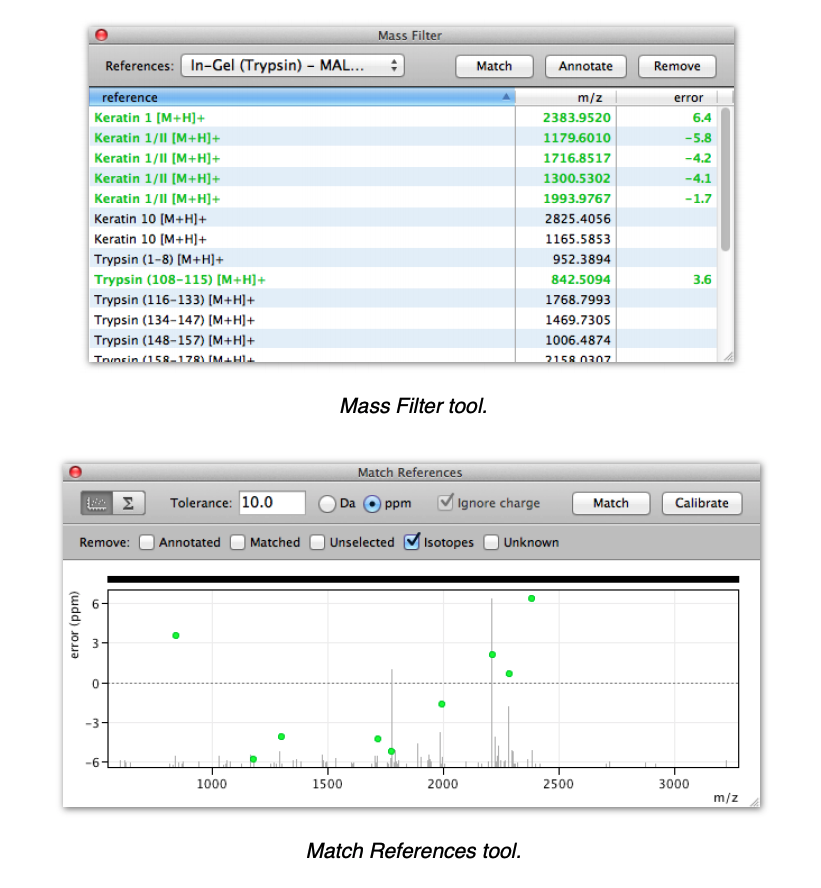 Mass Filter
References: In-Gel (Trypsin) – MAL... Match Annotate Remove
reference m/z error
Keratin 1 [M+H]+ 2383.9520 6.4
Keratin 1/II [M+H]+ 1179.6010 −5.8
Keratin 1/II [M+H]+ 1716.8517 −4.2
Keratin 1/II [M+H]+ 1300.5302 −4.1
Keratin 1/II [M+H]+ 1993.9767 −1.7
Keratin 10 [M+H]+ 2825.4056
Keratin 10 [M+H]+ 1165.5853
Trypsin (1–8) [M+H]+ 952.3894
Trypsin (108–115) [M+H]+ 842.5094 3.6
Trypsin (116–133) [M+H]+ 1768.7993
Trypsin (134–147) [M+H]+ 1469.7305
Trypsin (148–157) [M+H]+ 1006.4874
Trypsin (158–178) [M+H]+ 2158.0307
Mass Filter tool.
Match References
Σ Tolerance: 10.0 Da ppm Ignore charge Match Calibrate
Remove: Annotated Matched Unselected Isotopes Unknown
error (ppm)
6
3
0
−3
−6
1000 1500 2000 2500 3000
m/z
Match References tool.